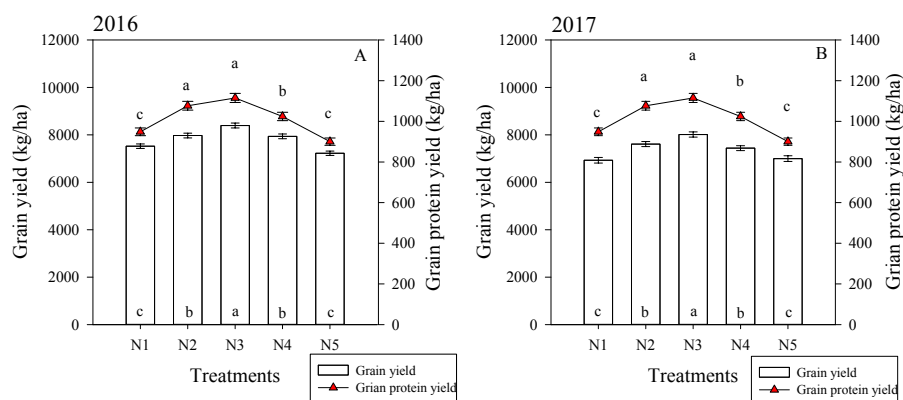 2016
A
Grain yield (kg/ha)
12000
10000
8000
6000
4000
2000
0
c a a b c
c b a b c
N1 N2 N3 N4 N5
Treatments
1400
1200
1000
800
600
400
200
0
Grain protein yield (kg/ha)
Grain yield
Grian protein yield
2017
B
Grain yield (kg/ha)
12000
10000
8000
6000
4000
2000
0
c a a b c
c b a b c
N1 N2 N3 N4 N5
Treatments
1400
1200
1000
800
600
400
200
0
Grian protein yield (kg/ha)
Grain yield
Grain protein yield